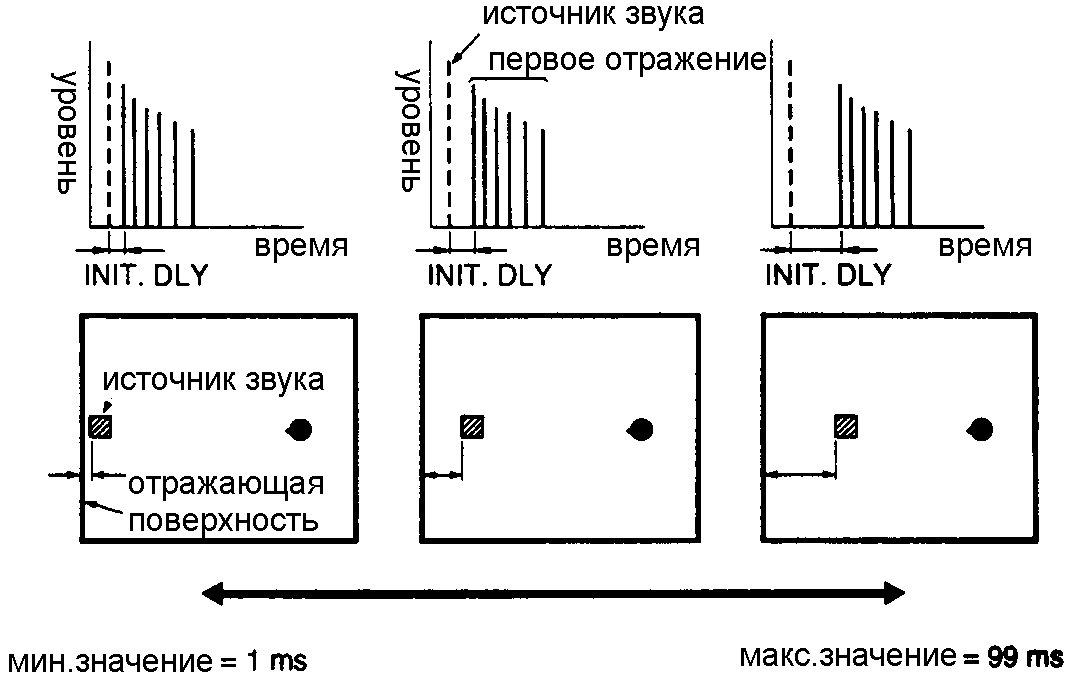 источник звука
первое отражение
уровень
уровень
время
время
INIT. DLY
INIT. DLY
INIT. DLY
источник звука
отражающая
поверхность
мин.значение = 1 ms
макс.значение = 99 ms